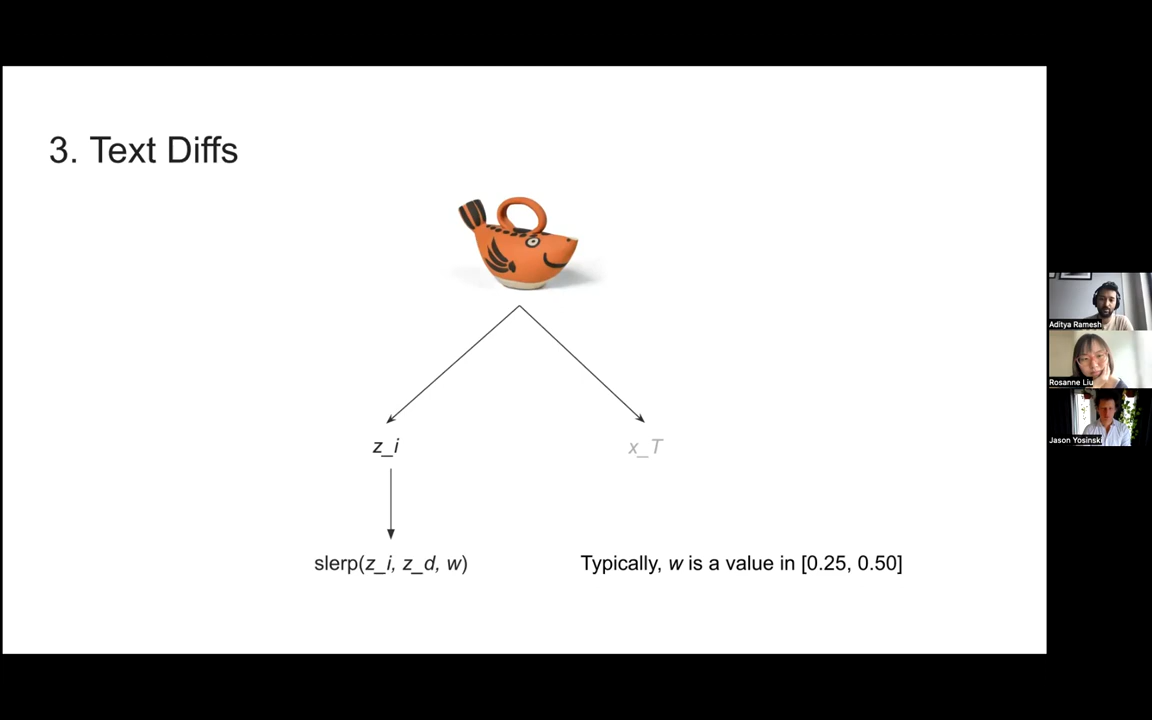 3. Text Diffs
z_i
x_T
slerp(z_i, z_d, w)
Typically, w is a value in [0.25, 0.50]
Aditya Ramesh
Rosanne Liu
Jason Yosinski